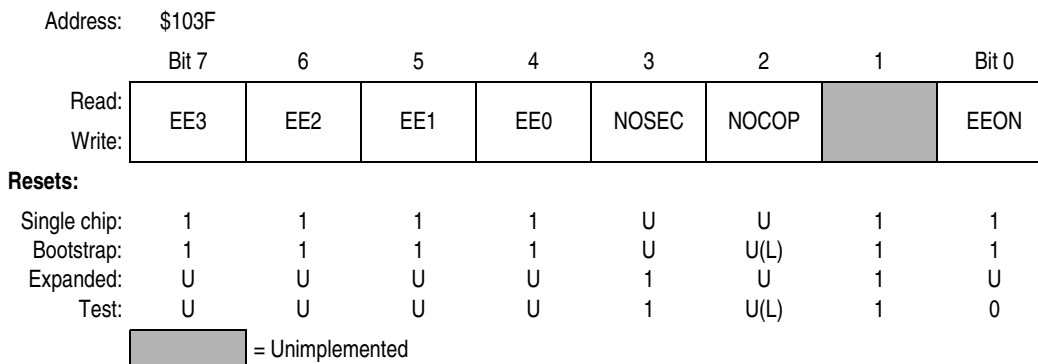 Address: $103F
Bit 7 6 5 4 3 2 1 Bit 0
Read:
EE3 EE2 EE1 EE0 NOSEC NOCOP EEON
Write:
Resets:
Single chip: 1 1 1 1 U U 1 1
Bootstrap: 1 1 1 1 U U(L) 1 1
Expanded: U U U U 1 U 1 U
Test: U U U U 1 U(L) 1 0
= Unimplemented